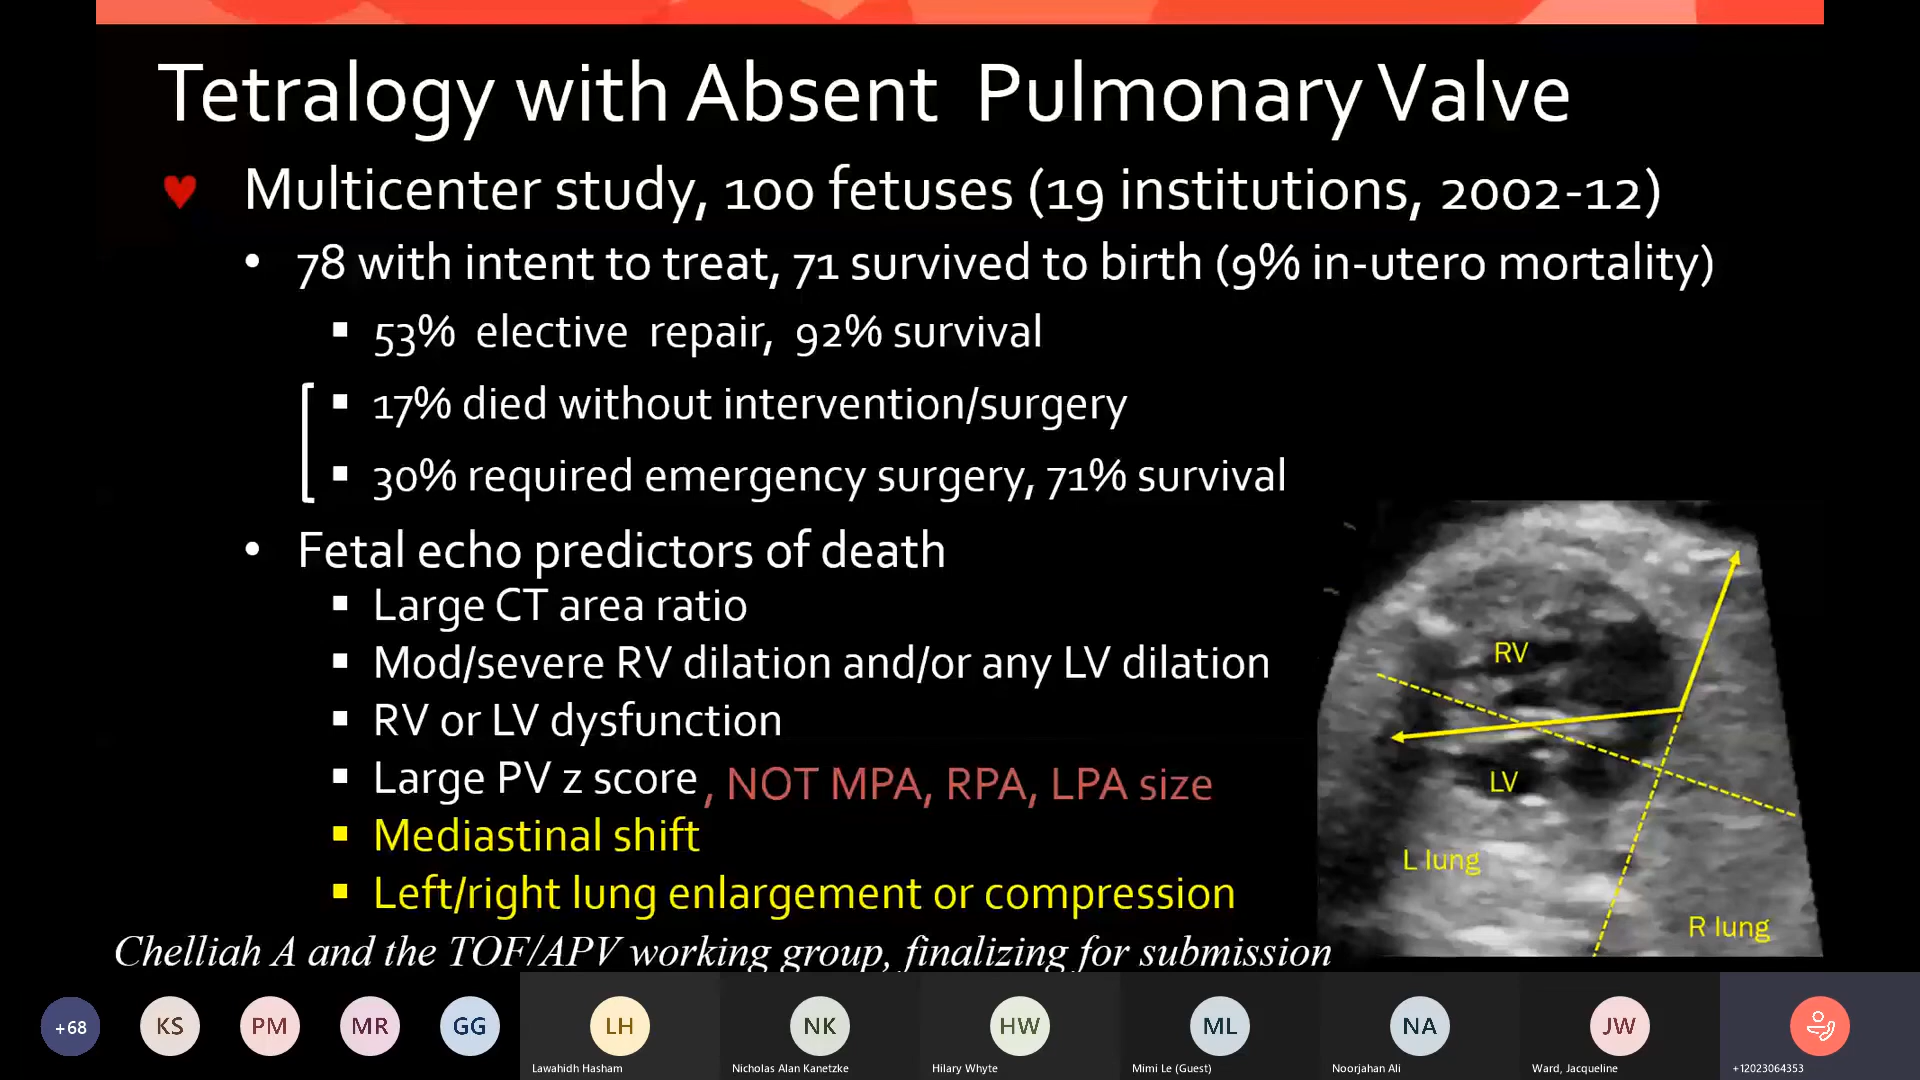 Tetralogy with Absent Pulmonary Valve
♥ Multicenter study, 100 fetuses (19 institutions, 2002-12)
• 78 with intent to treat, 71 survived to birth (9% in-utero mortality)
▪ 53% elective repair, 92% survival
▪ 17% died without intervention/surgery
▪ 30% required emergency surgery, 71% survival
• Fetal echo predictors of death
▪ Large CT area ratio
▪ Mod/severe RV dilation and/or any LV dilation
▪ RV or LV dysfunction
▪ Large PV z score, NOT MPA, RPA, LPA size
▪ Mediastinal shift
▪ Left/right lung enlargement or compression
RV
LV
L lung
R lung
Chelliah A and the TOF/APV working group, finalizing for submission
+68 KS PM MR GG LH NK HW ML NA JW
Lawahidh Hasham Nicholas Alan Kanetzke Hilary Whyte Mimi Le (Guest) Noorjahan Ali Ward, Jacqueline +12023064353